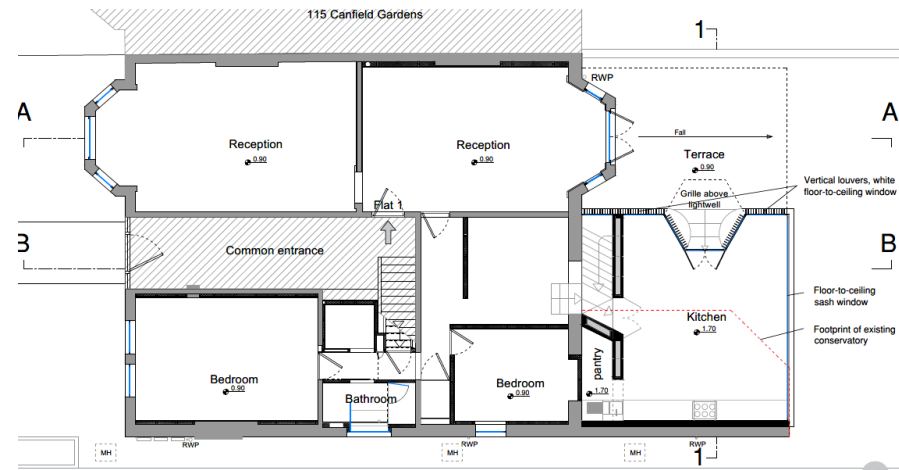 115 Canfield Gardens
1
RWP
A
A
Reception
0.90
Reception
0.90
Fall
Terrace
0.90
Vertical louvers, white
floor-to-ceiling window
Grille above
lightwell
Flat 1
B
B
Common entrance
Floor-to-ceiling
sash window
Kitchen
1.70
Footprint of existing
conservatory
pantry
Bedroom
0.90
Bathroom
Bedroom
0.90
1.70
RWP
RWP
RWP
MH
MH
MH
1